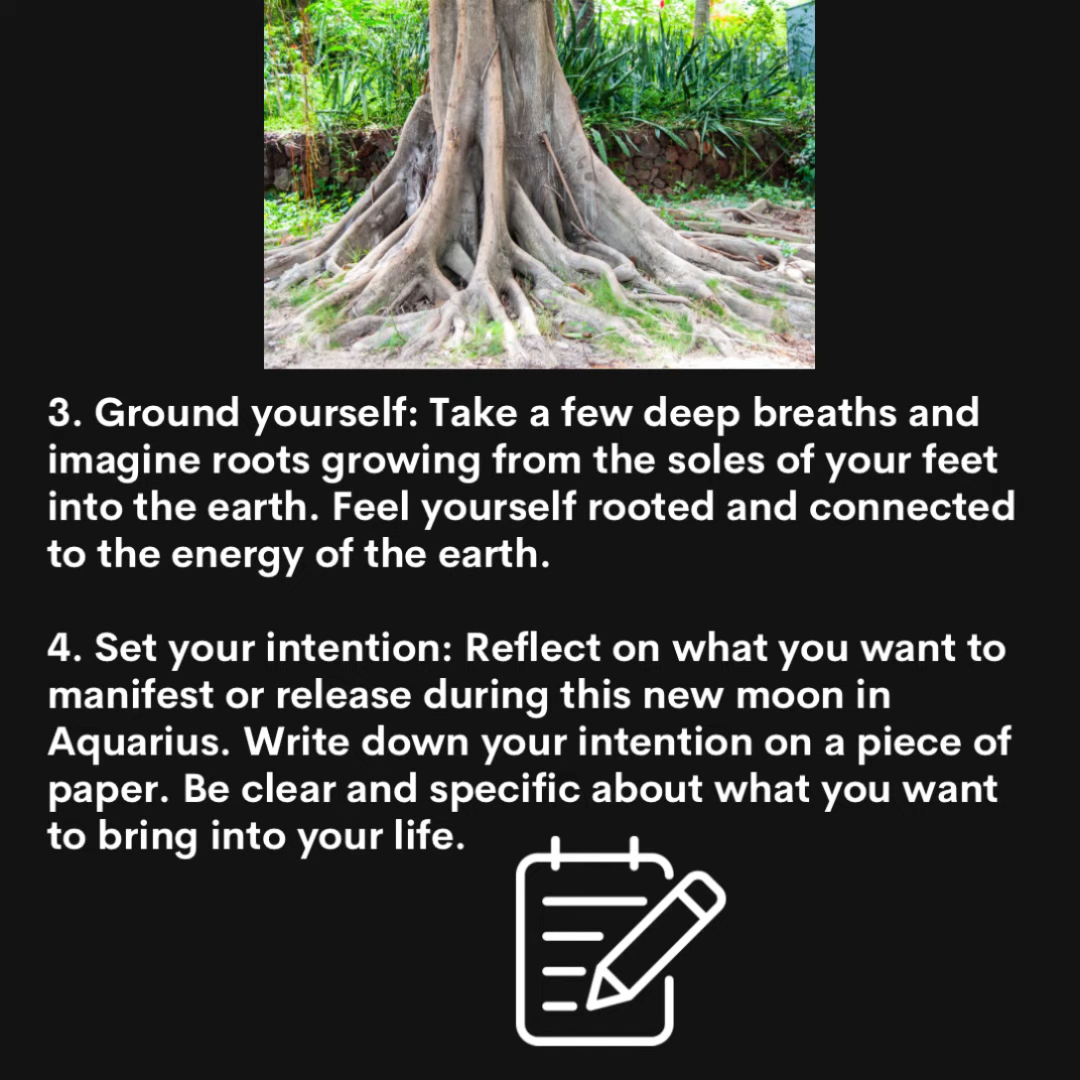 3. Ground yourself: Take a few deep breaths and
imagine roots growing from the soles of your feet
into the earth. Feel yourself rooted and connected
to the energy of the earth.
4. Set your intention: Reflect on what you want to
manifest or release during this new moon in
Aquarius. Write down your intention on a piece of
paper. Be clear and specific about what you want
to bring into your life.